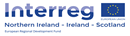 Interreg
Northern Ireland - Ireland - Scotland
European Regional Development Fund